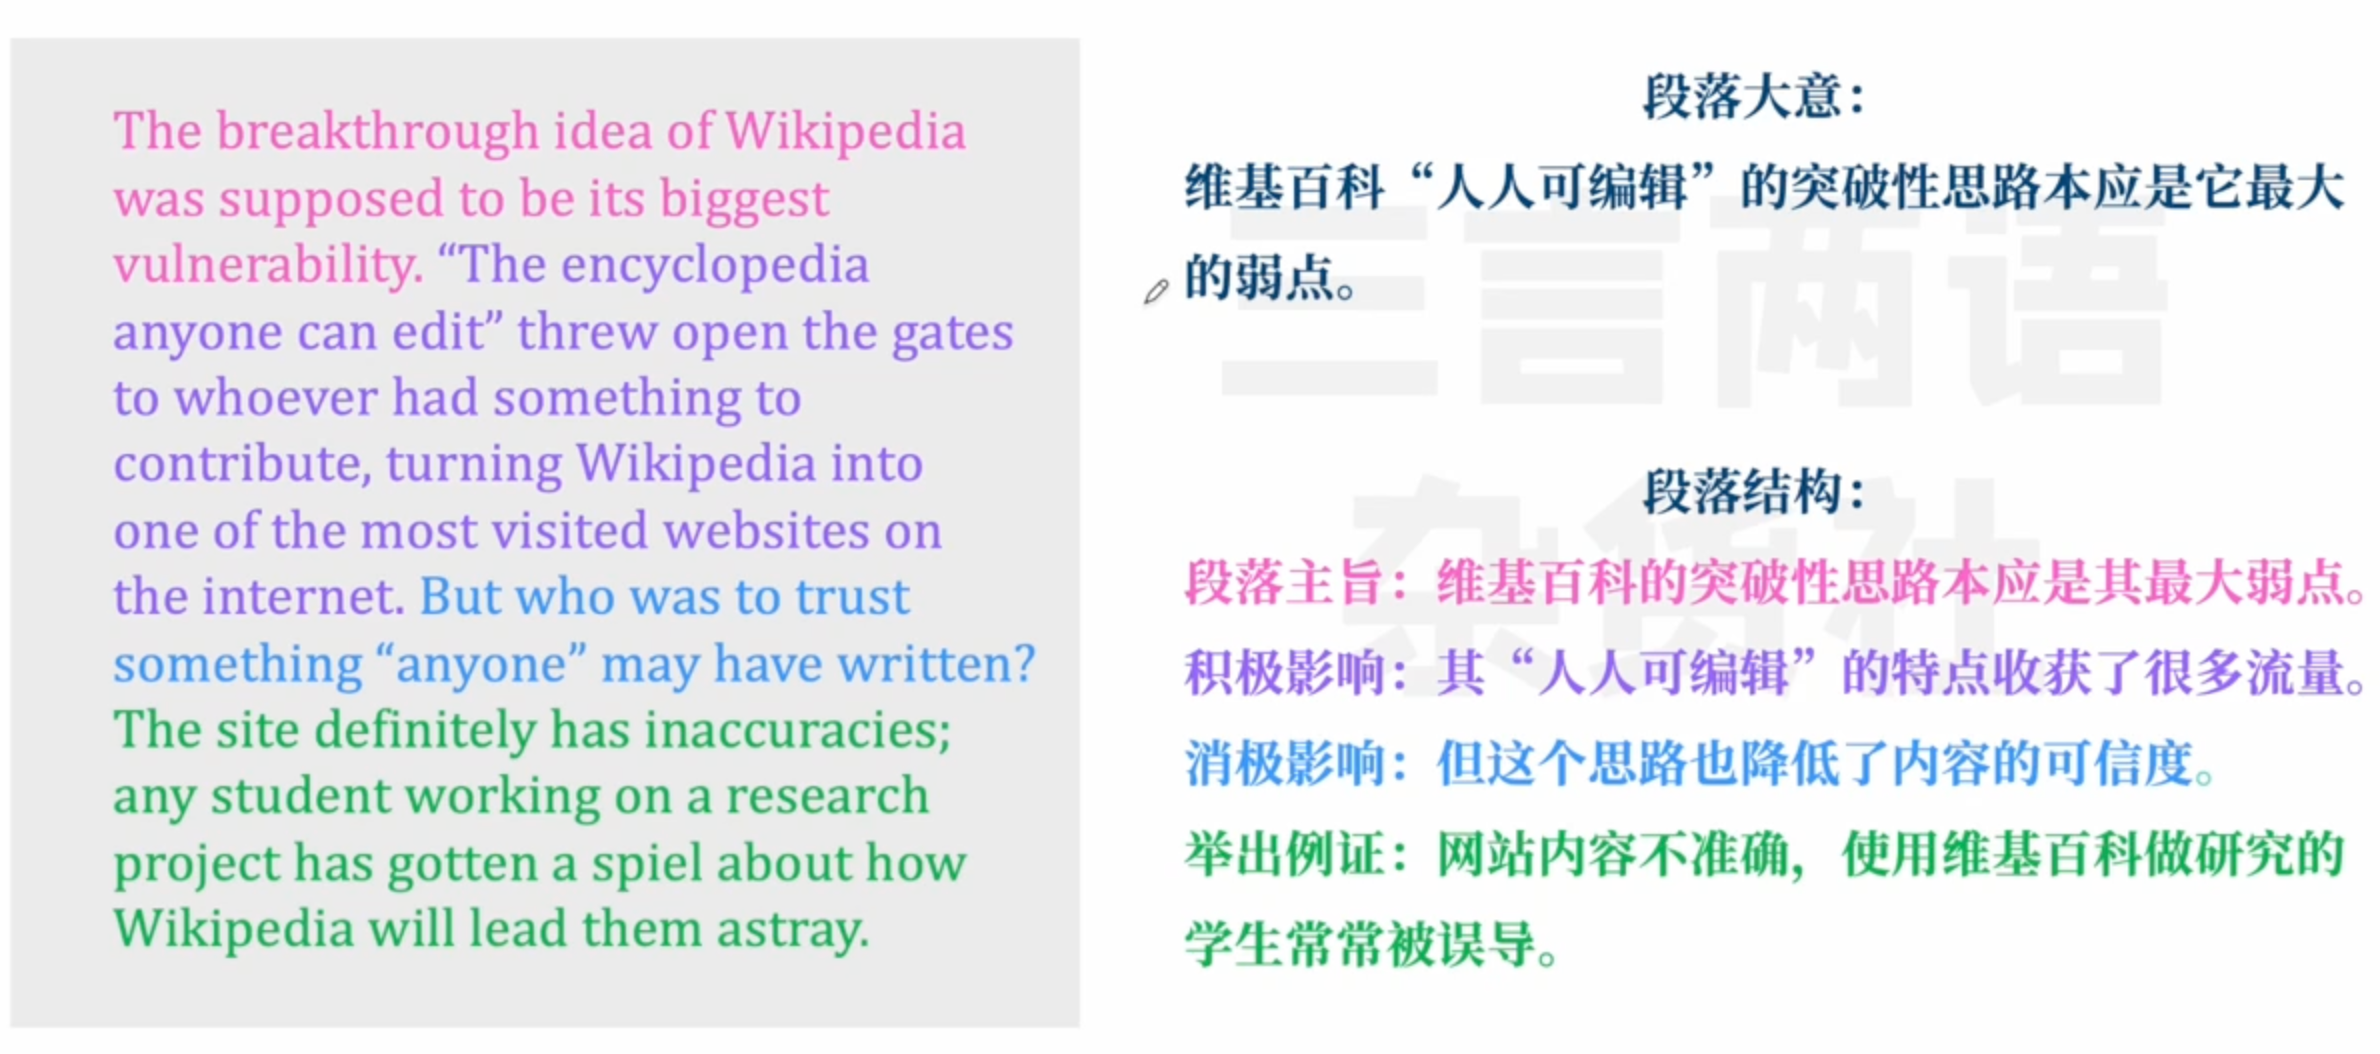 The breakthrough idea of Wikipedia
was supposed to be its biggest
vulnerability. “The encyclopedia
anyone can edit” threw open the gates
to whoever had something to
contribute, turning Wikipedia into
one of the most visited websites on
the internet. But who was to trust
something “anyone” may have written?
The site definitely has inaccuracies;
any student working on a research
project has gotten a spiel about how
Wikipedia will lead them astray.
段落大意：
维基百科“人人可编辑”的突破性思路本应是它最大
的弱点。
段落结构：
段落主旨：维基百科的突破性思路本应是其最大弱点。
积极影响：其“人人可编辑”的特点收获了很多流量。
消极影响：但这个思路也降低了内容的可信度。
举出例证：网站内容不准确，使用维基百科做研究的
学生常常被误导。
三言两语
杂货社